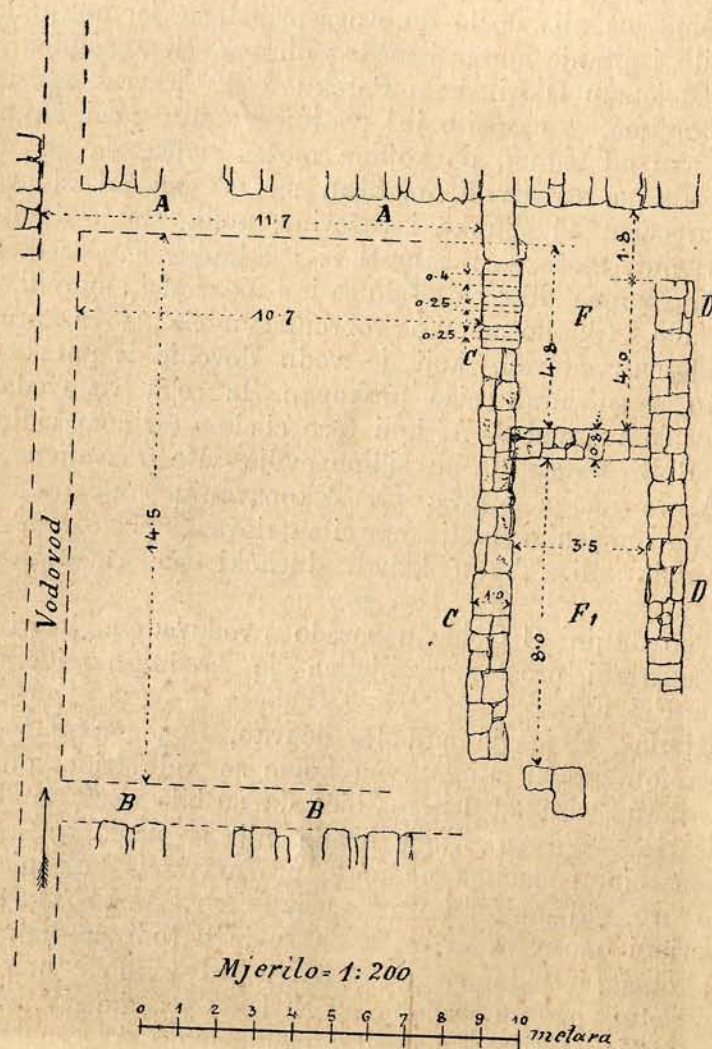 A A
11.7
1.8
0.4
0.25
10.7
F
D
0.25
C
4.8
4.0
0.8
Vodovod
14.5
3.5
C
1.0
F₁
D
8.0
B B
Mjerilo = 1:200
0 1 2 3 4 5 6 7 8 9 10 metara